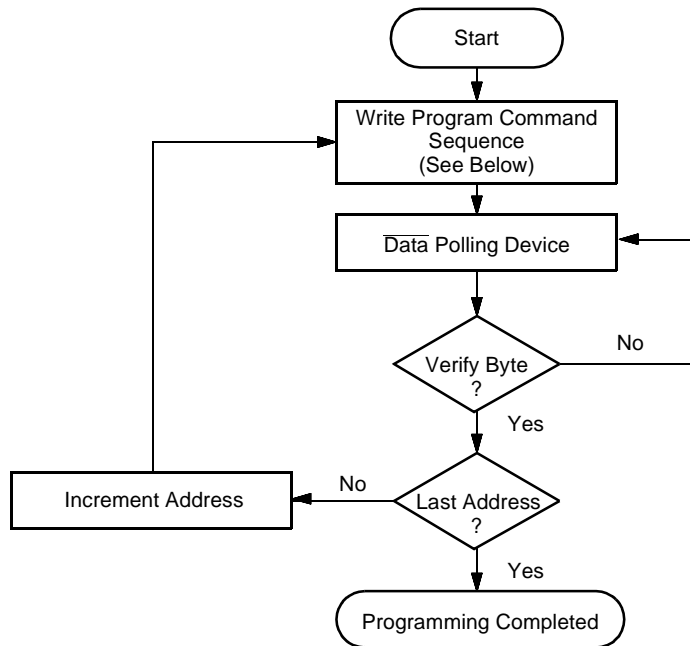 Start
Write Program Command
Sequence
(See Below)
Data Polling Device
Verify Byte
?
No
Yes
Increment Address
No
Last Address
?
Yes
Programming Completed